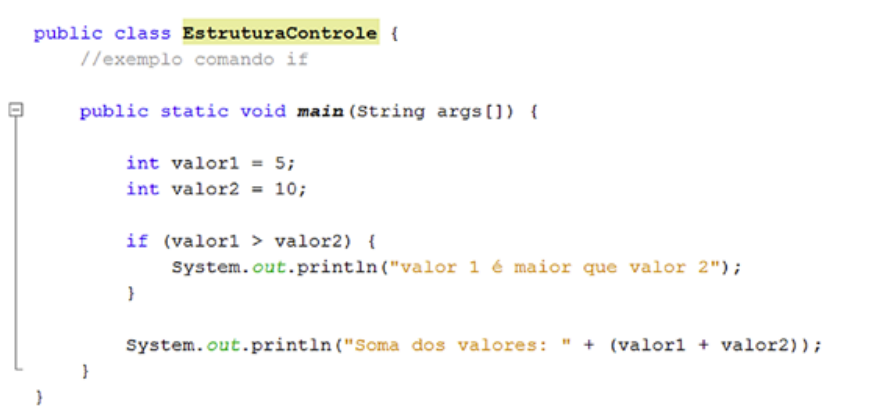 public class EstruturaControle {
//exemplo comando if
public static void main(String args[]) {
int valor1 = 5;
int valor2 = 10;
if (valor1 > valor2) {
System.out.println("valor 1 é maior que valor 2");
}
System.out.println("Soma dos valores: " + (valor1 + valor2));
}
}